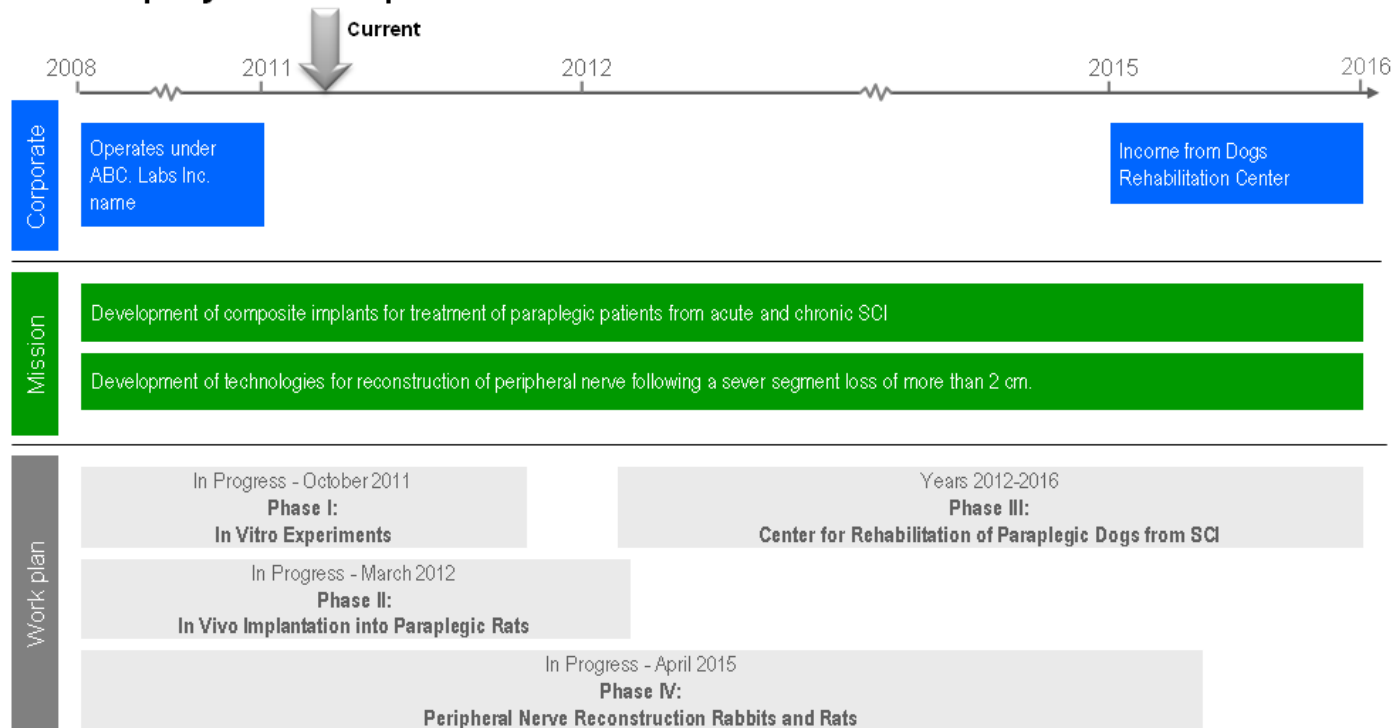 Current
2008
2011
2012
2015
2016
Corporate
Operates under
ABC. Labs Inc.
name
Income from Dogs
Rehabilitation Center
Mission
Development of composite implants for treatment of paraplegic patients from acute and chronic SCI
Development of technologies for reconstruction of peripheral nerve following a sever segment loss of more than 2 cm.
Work plan
In Progress - October 2011
Phase I:
In Vitro Experiments
Years 2012-2016
Phase III:
Center for Rehabilitation of Paraplegic Dogs from SCI
In Progress - March 2012
Phase II:
In Vivo Implantation into Paraplegic Rats
In Progress - April 2015
Phase IV:
Peripheral Nerve Reconstruction Rabbits and Rats